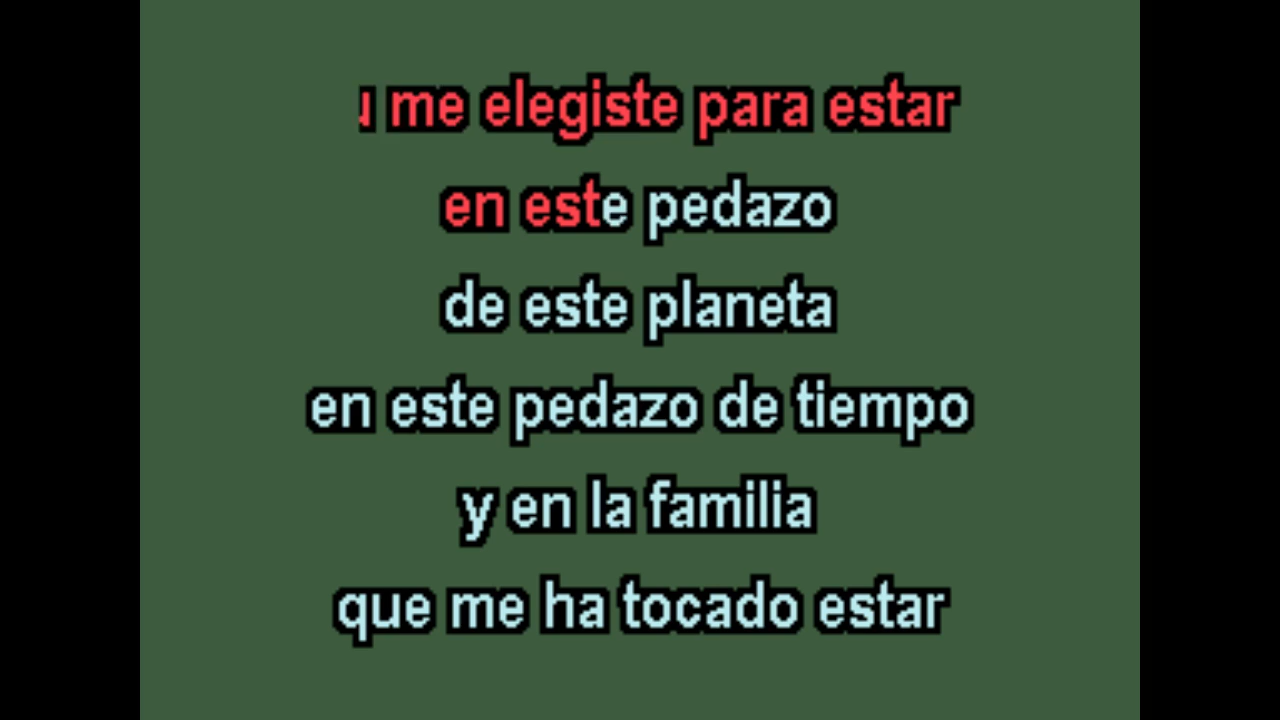 u me elegiste para estar
en este pedazo
de este planeta
en este pedazo de tiempo
y en la familia
que me ha tocado estar